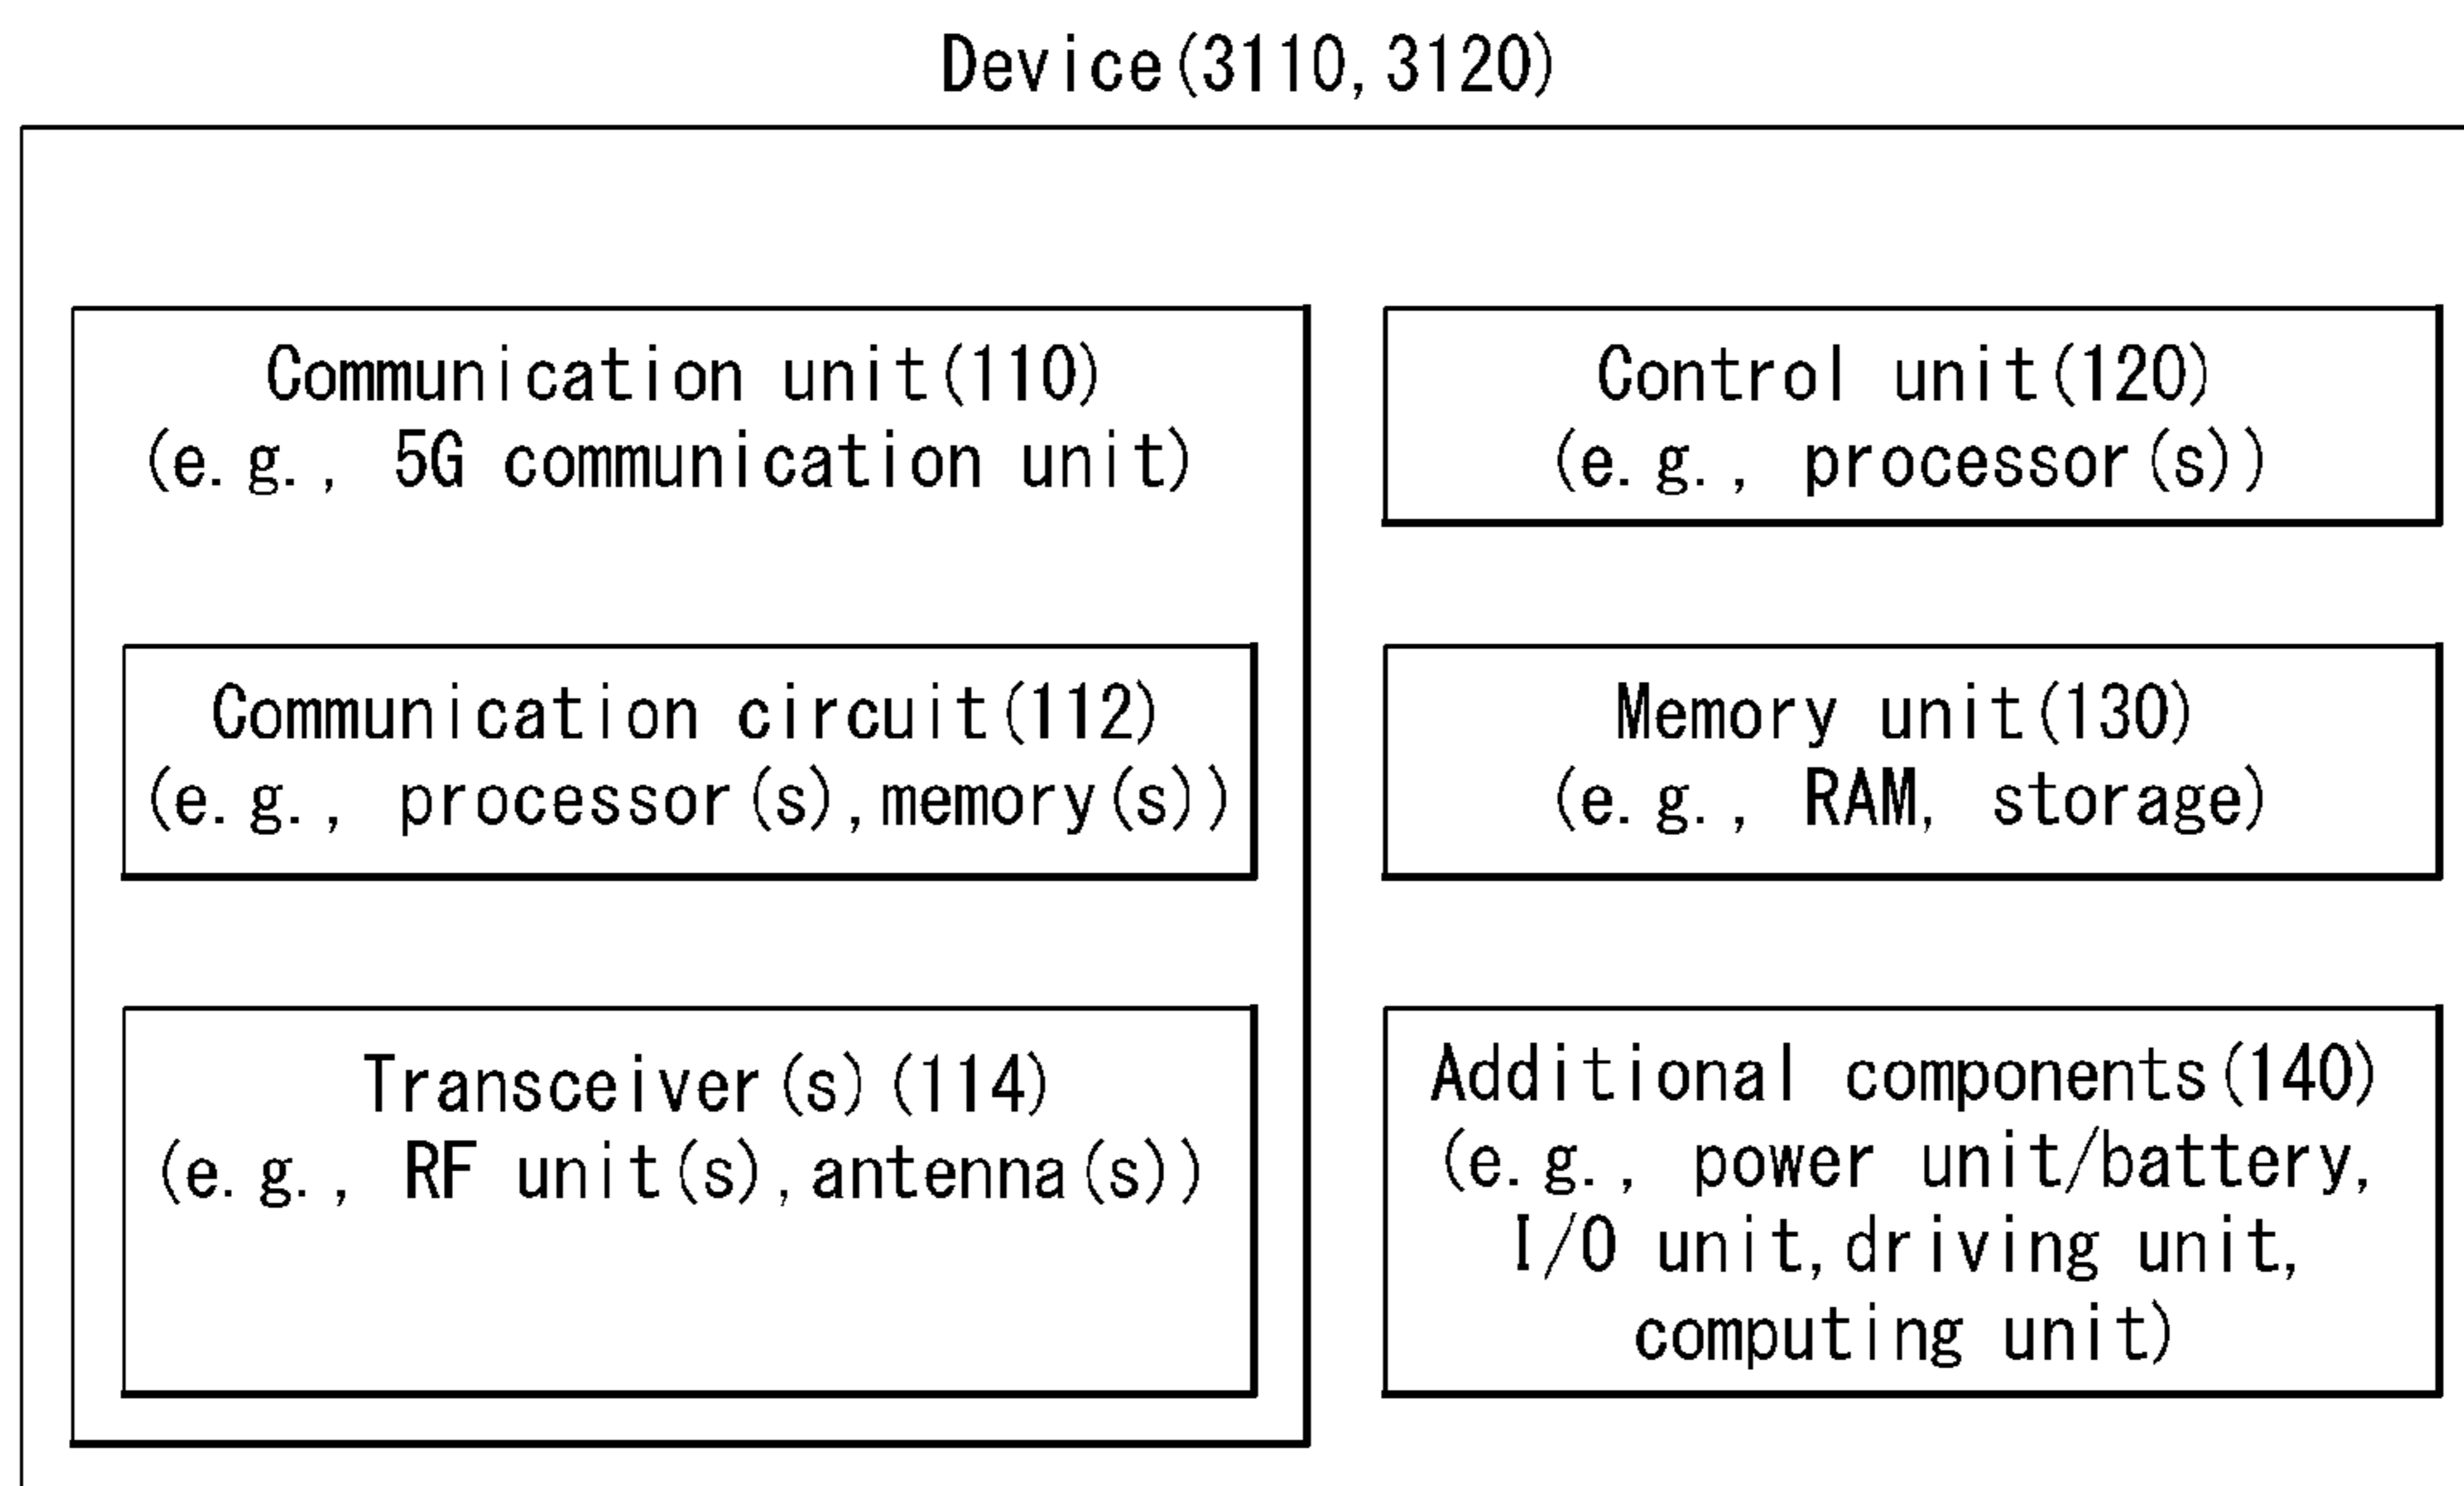 Device(3110,3120)
Communication unit(110)
(e.g., 5G communication unit)
Communication circuit(112)
(e.g., processor(s),memory(s))
Transceiver(s)(114)
(e.g., RF unit(s),antenna(s))
Control unit(120)
(e.g., processor(s))
Memory unit(130)
(e.g., RAM, storage)
Additional components(140)
(e.g., power unit/battery,
I/O unit,driving unit,
computing unit)